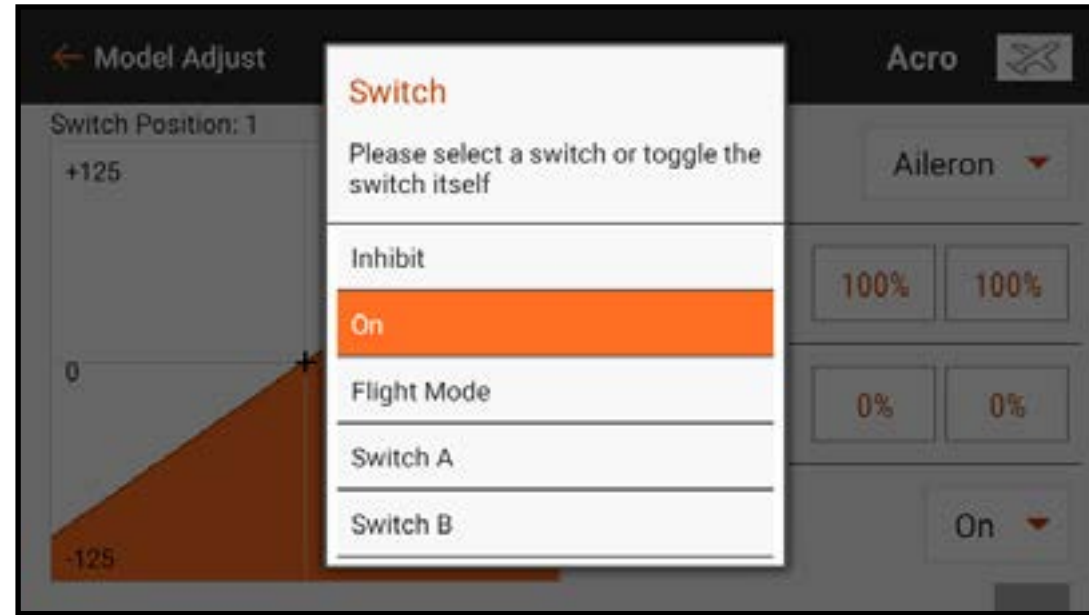 ← Model Adjust
Acro
Switch Position: 1
+125
0
-125
Switch
Please select a switch or toggle the
switch itself
Inhibit
On
Flight Mode
Switch A
Switch B
Aileron
100% 100%
0% 0%
On